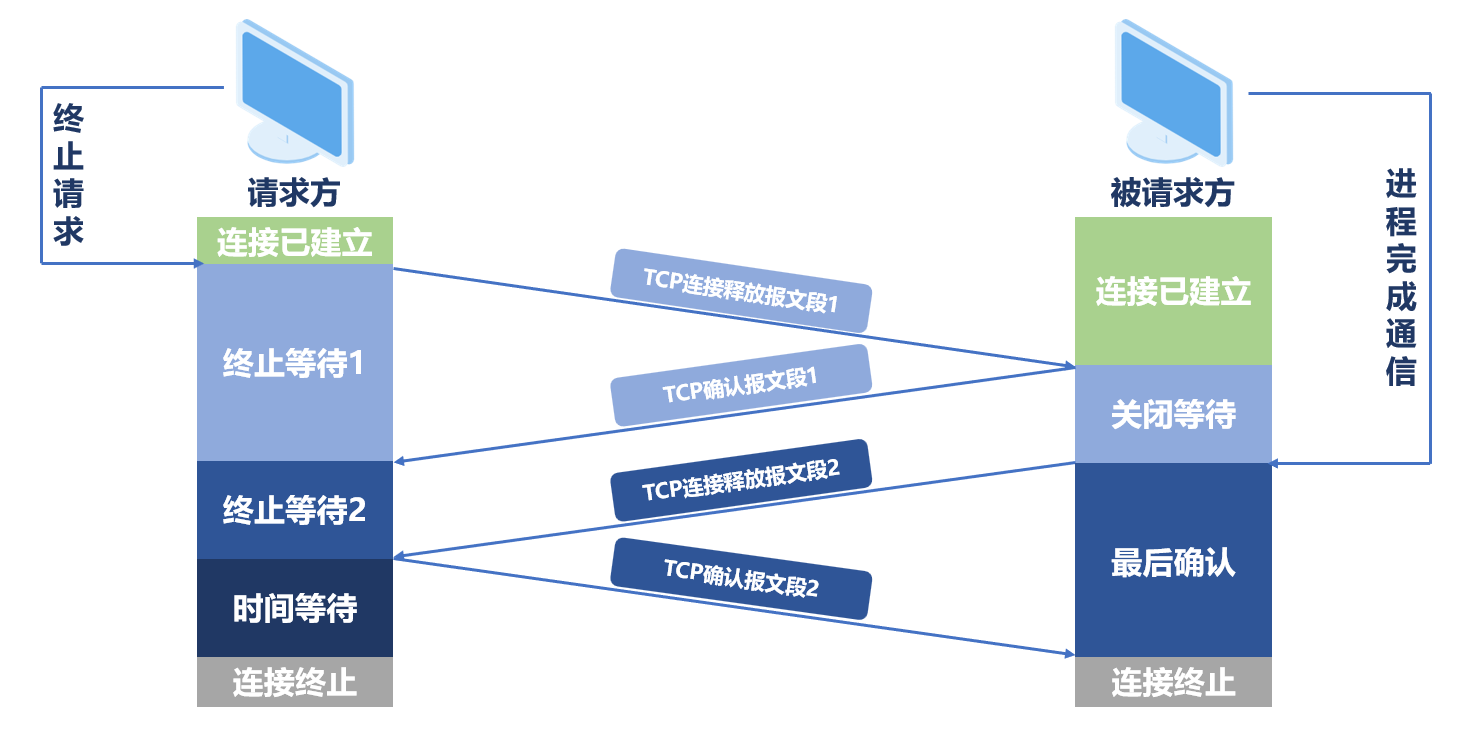 终止请求
请求方
连接已建立
终止等待1
终止等待2
时间等待
连接终止
TCP连接释放报文段1
TCP确认报文段1
TCP连接释放报文段2
TCP确认报文段2
被请求方
连接已建立
关闭等待
最后确认
连接终止
进程完成通信